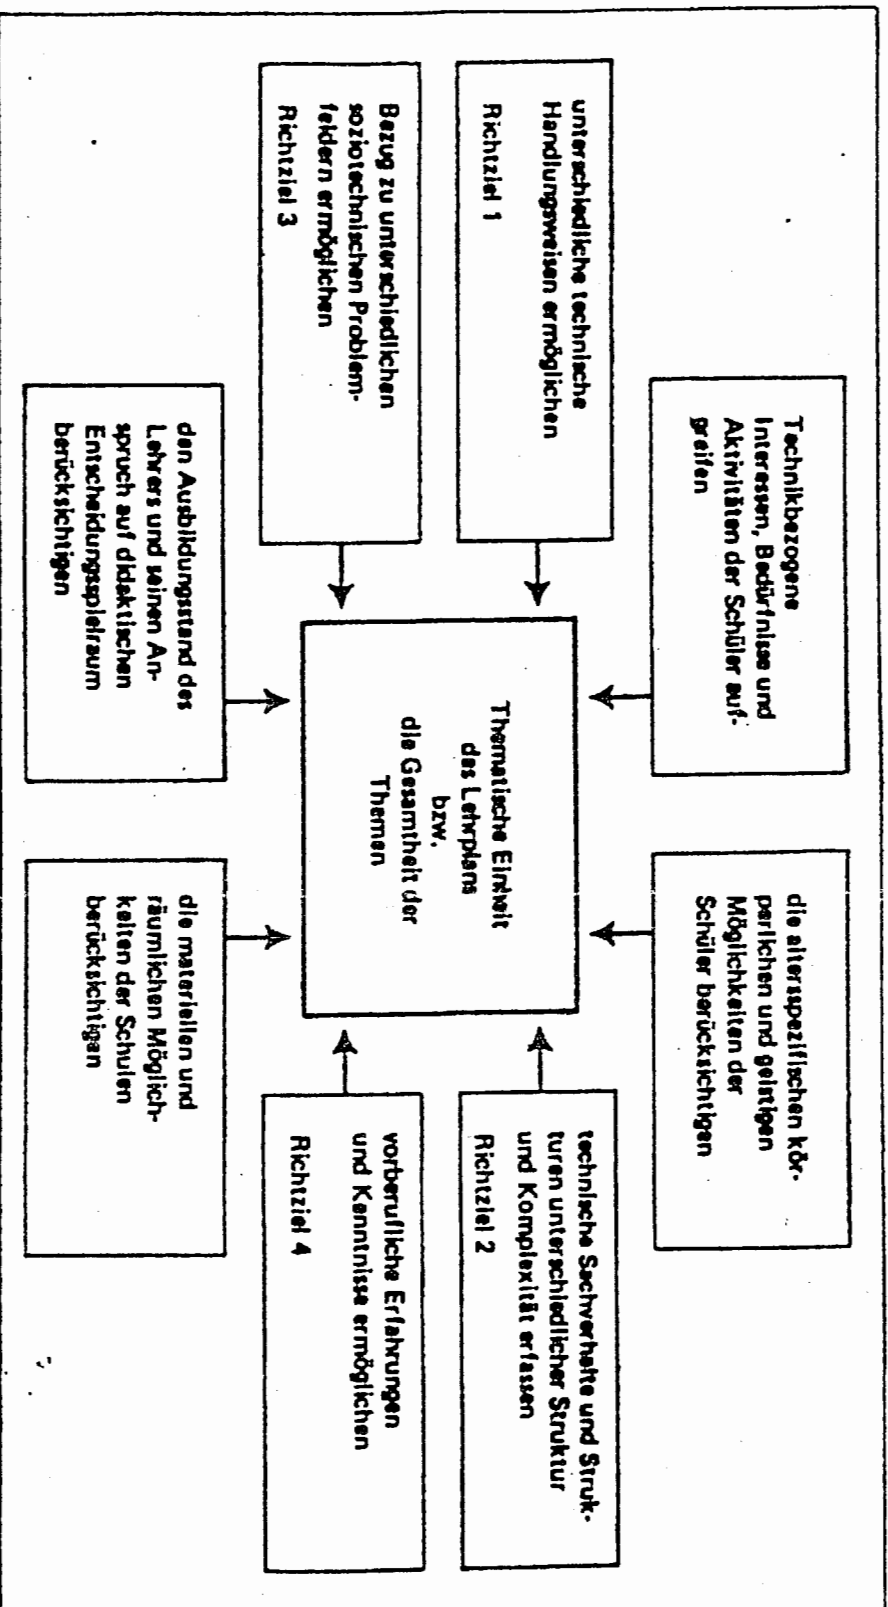 Technikbezogene
Interessen, Bedürfnisse und
Aktivitäten der Schüler auf-
greifen
die altersspezifischen kör-
perlichen und geistigen
Möglichkeiten der
Schüler berücksichtigen
unterschiedliche technische
Handlungsweisen ermöglichen
Richtziel 1
technische Sachverhalte und Struk-
turen unterschiedlicher Struktur
und Komplexität erfassen
Richtziel 2
Thematische Einheit
des Lehrplans
bzw.
die Gesamtheit der
Themen
Bezug zu unterschiedlichen
soziotechnischen Problem-
feldern ermöglichen
Richtziel 3
vorberufliche Erfahrungen
und Kenntnisse ermöglichen
Richtziel 4
den Ausbildungsstand des
Lehrers und seinen An-
spruch auf didaktischen
Entscheidungsspielraum
berücksichtigen
die materiellen und
räumlichen Möglich-
keiten der Schulen
berücksichtigen